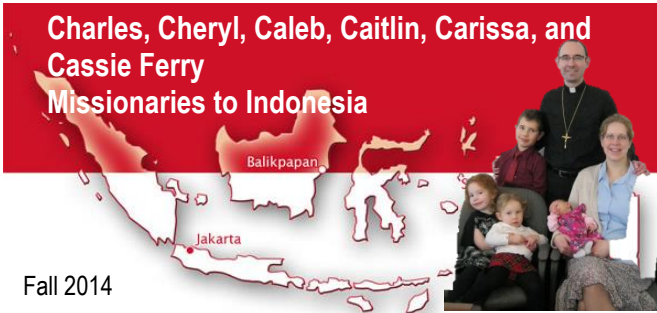 Charles, Cheryl, Caleb, Caitlin, Carissa, and
Cassie Ferry
Missionaries to Indonesia
Balikpapan
Jakarta
Fall 2014